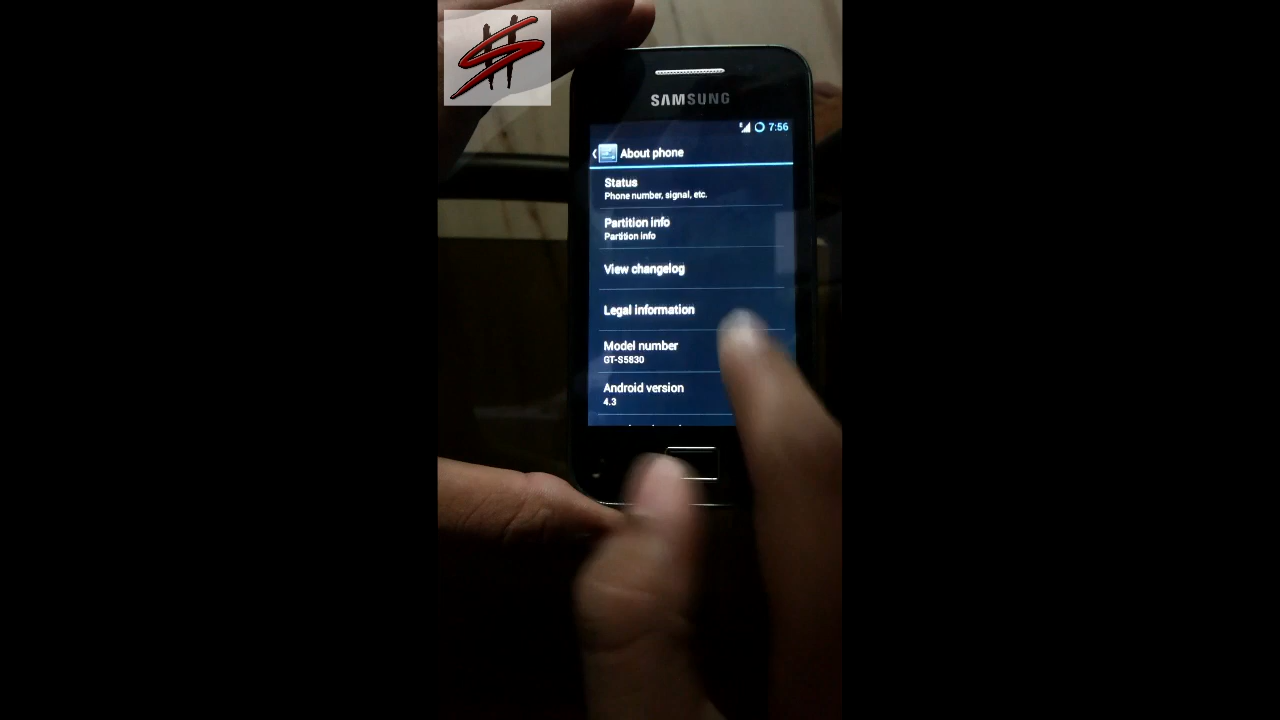 SAMSUNG
7:56
About phone
Status
Phone number, signal, etc.
Partition info
Partition info
View changelog
Legal information
Model number
GT-S5830
Android version
4.3